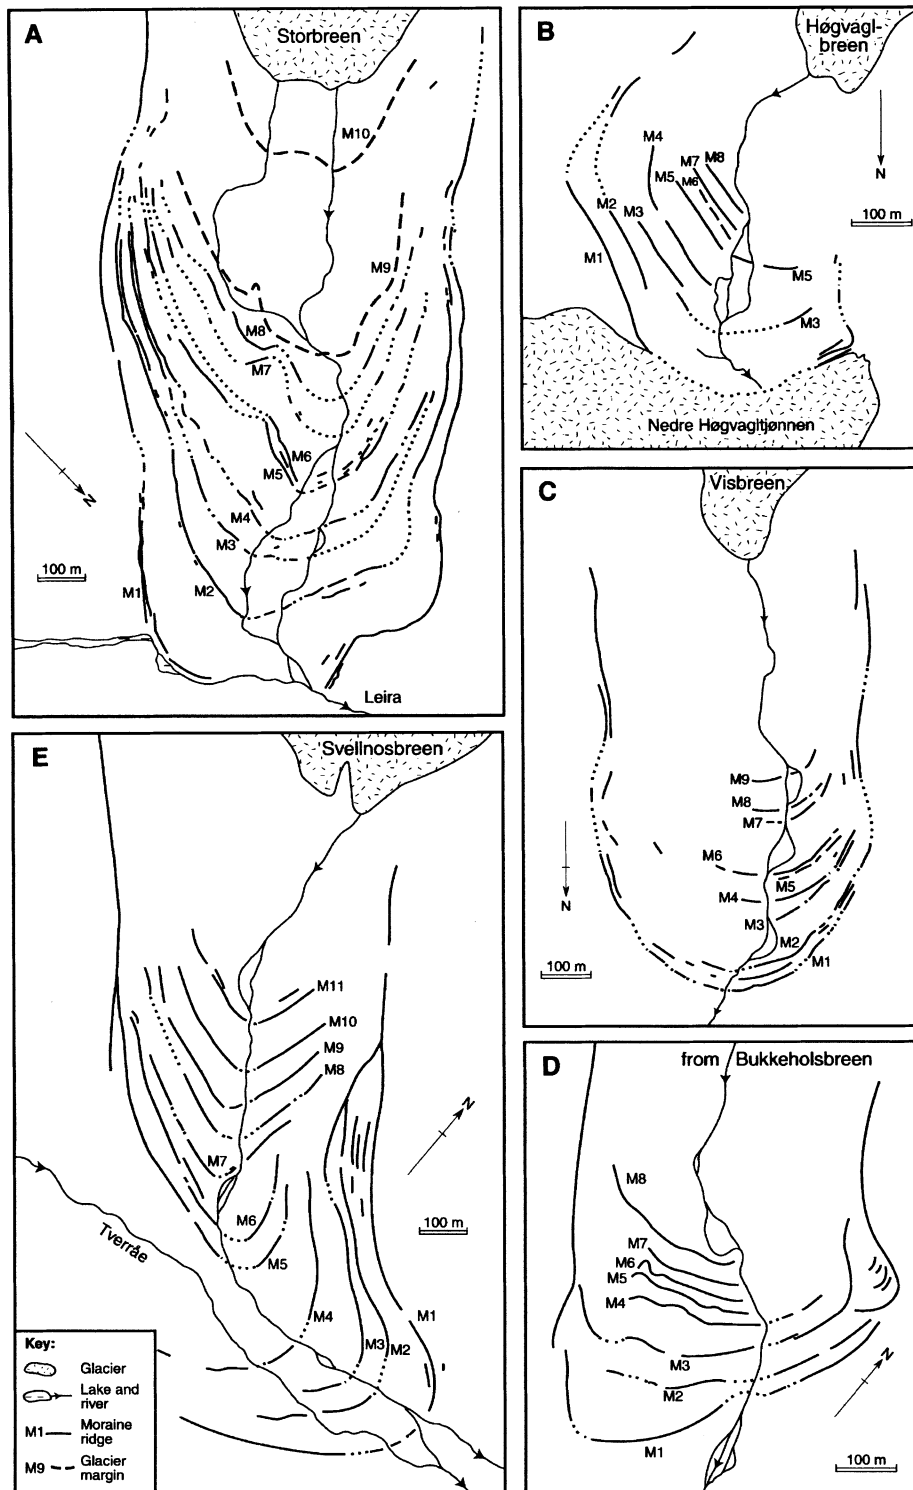 A
Storbreen
M10
M9
M8
M7
M6
M5
M4
M3
M2
M1
N
100 m
Leira
B
Høgvagl-
breen
M4
M8
M7
M5
M6
M2
M3
M1
N
100 m
M5
M3
Nedre Høgvagltjønnen
C
Visbreen
M9
M8
M7
M6
M5
M4
M3
M2
M1
N
100 m
D
from Bukkeholsbreen
M8
M7
M6
M5
M4
M3
M2
M1
N
100 m
E
Svellnosbreen
M11
M10
M9
M8
M7
M6
M5
M4
M3
M2
M1
N
100 m
Tverråe
Key:
Glacier
Lake and
river
M1 Moraine
ridge
M9 Glacier
margin